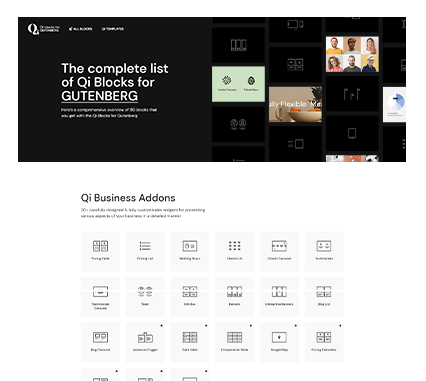 Qi Blocks for
GUTENBERG
ALL BLOCKS
QI TEMPLATES
The complete list
of Qi Blocks for
GUTENBERG
Here's a comprehensive overview of 90 blocks that
you get with the Qi Blocks for Gutenberg
Fully Flexible
Qi Business Addons
20+ carefully designed & fully customizable widgets for presenting
various aspects of your business in a detailed manner
Pricing Table
Pricing List
Working Hours
Clients List
Clients Carousel
Testimonials
Testimonials
Carousel
Team
Info Box
Banners
Interactive Banners
Blog List
Blog Carousel
Advanced Toggle
Data Table
Comparison Table
Google Map
Pricing Calculator